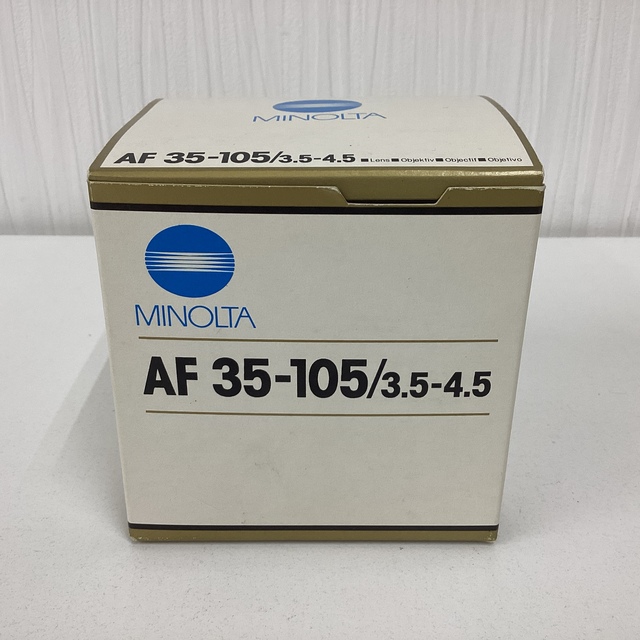 MINOLTA
AF 35-105/3.5-4.5 ■ Lens ■ Objektiv ■ Objectif ■ Objetivo
MINOLTA
AF 35-105/3.5-4.5